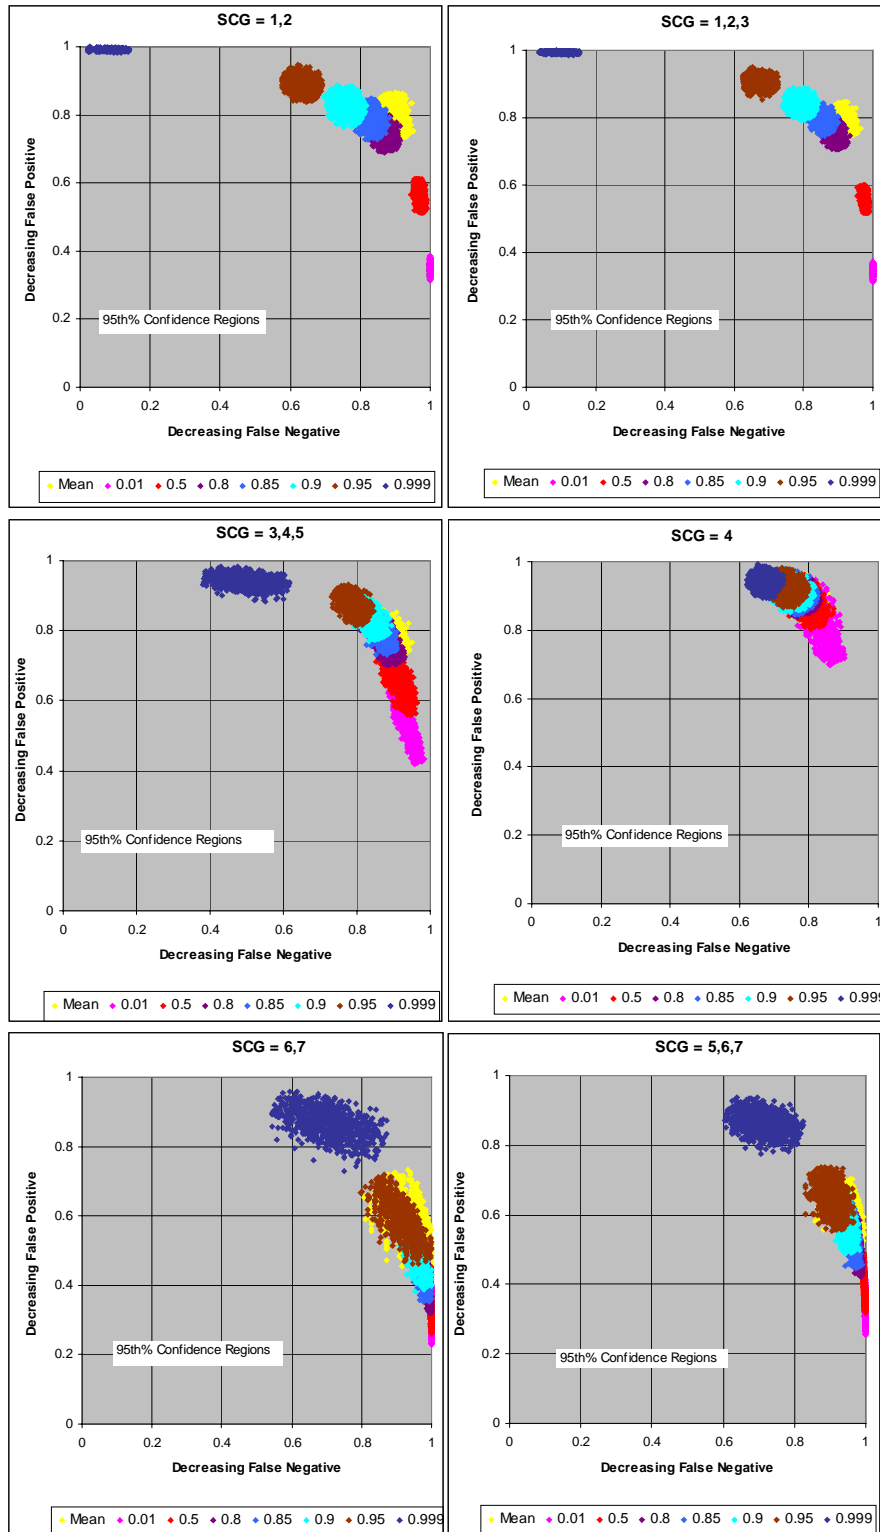 SCG = 1,2
Decreasing False Positive
1
0.8
0.6
0.4
0.2
0
95th% Confidence Regions
0 0.2 0.4 0.6 0.8 1
Decreasing False Negative
Mean 0.01 0.5 0.8 0.85 0.9 0.95 0.999
SCG = 1,2,3
Decreasing False Positive
1
0.8
0.6
0.4
0.2
0
95th% Confidence Regions
0 0.2 0.4 0.6 0.8 1
Decreasing False Negative
Mean 0.01 0.5 0.8 0.85 0.9 0.95 0.999
SCG = 3,4,5
Decreasing False Positive
1
0.8
0.6
0.4
0.2
0
95th% Confidence Regions
0 0.2 0.4 0.6 0.8 1
Decreasing False Negative
Mean 0.01 0.5 0.8 0.85 0.9 0.95 0.999
SCG = 4
Decreasing False Positive
1
0.8
0.6
0.4
0.2
0
95th% Confidence Regions
0 0.2 0.4 0.6 0.8 1
Decreasing False Negative
Mean 0.01 0.5 0.8 0.85 0.9 0.95 0.999
SCG = 6,7
Decreasing False Positive
1
0.8
0.6
0.4
0.2
0
95th% Confidence Regions
0 0.2 0.4 0.6 0.8 1
Decreasing False Negative
Mean 0.01 0.5 0.8 0.85 0.9 0.95 0.999
SCG = 5,6,7
Decreasing False Positive
1
0.8
0.6
0.4
0.2
0
95th% Confidence Regions
0 0.2 0.4 0.6 0.8 1
Decreasing False Negative
Mean 0.01 0.5 0.8 0.85 0.9 0.95 0.999